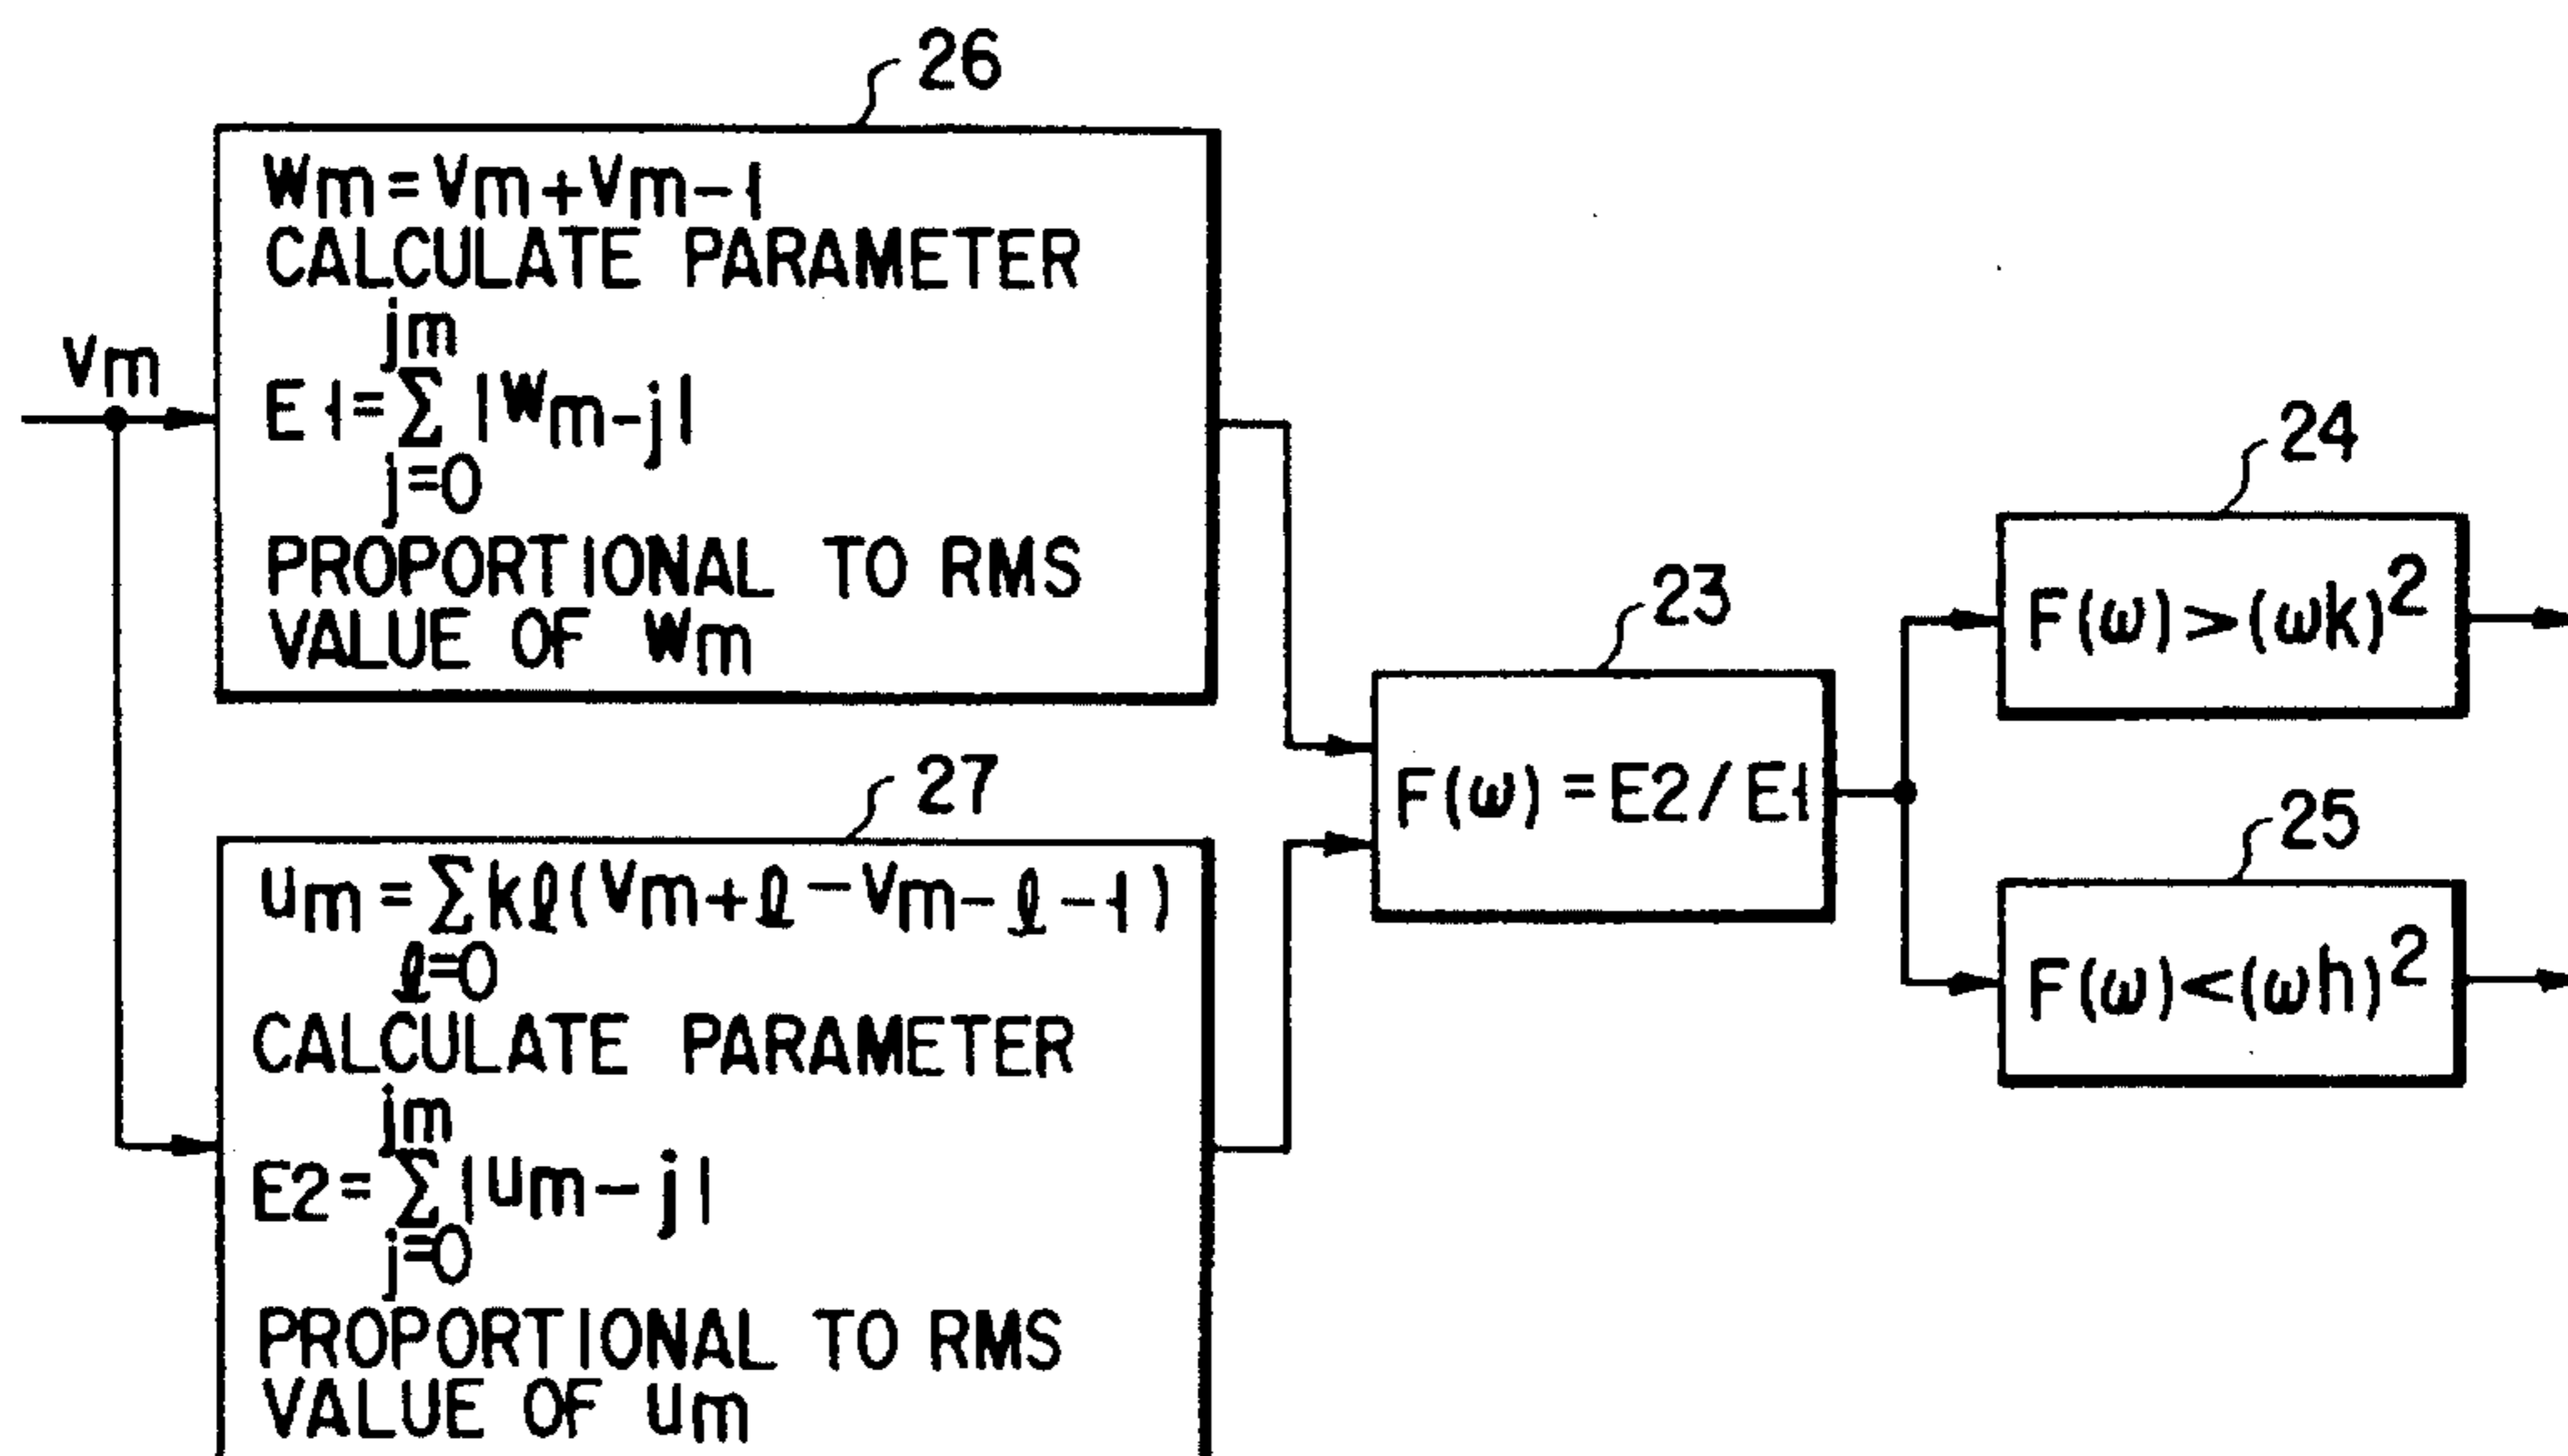 26
Wm=Vm+Vm-1
CALCULATE PARAMETER
jm
E1=Σ|Wm-j|
j=0
PROPORTIONAL TO RMS
VALUE OF Wm
Vm
27
um=Σkℓ(Vm+ℓ-Vm-ℓ-1)
ℓ=0
CALCULATE PARAMETER
jm
E2=Σ|um-j|
j=0
PROPORTIONAL TO RMS
VALUE OF um
23
F(ω)=E2/E1
24
F(ω)>(ωk)²
25
F(ω)<(ωh)²